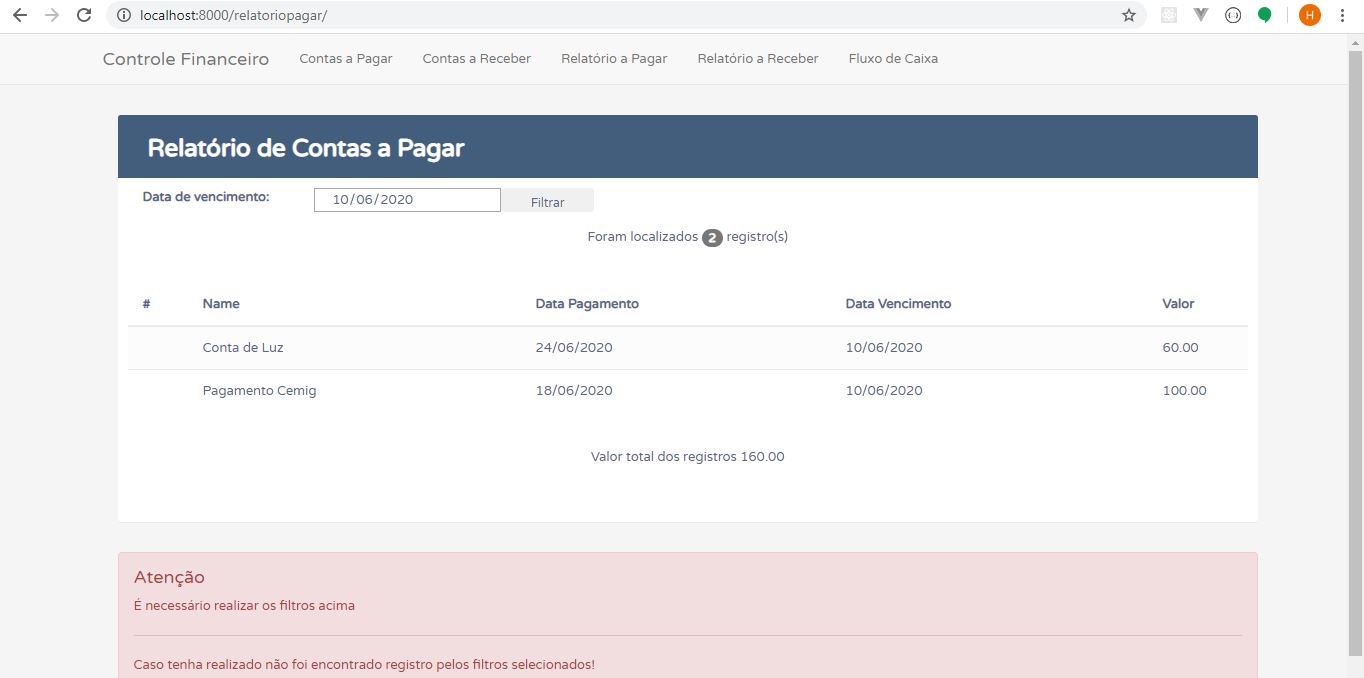 localhost:8000/relatoriopagar/
H
Controle Financeiro Contas a Pagar Contas a Receber Relatório a Pagar Relatório a Receber Fluxo de Caixa
Relatório de Contas a Pagar
Data de vencimento: 10/06/2020 Filtrar
Foram localizados 2 registro(s)
# Name Data Pagamento Data Vencimento Valor
Conta de Luz 24/06/2020 10/06/2020 60.00
Pagamento Cemig 18/06/2020 10/06/2020 100.00
Valor total dos registros 160.00
Atenção
É necessário realizar os filtros acima
Caso tenha realizado não foi encontrado registro pelos filtros selecionados!